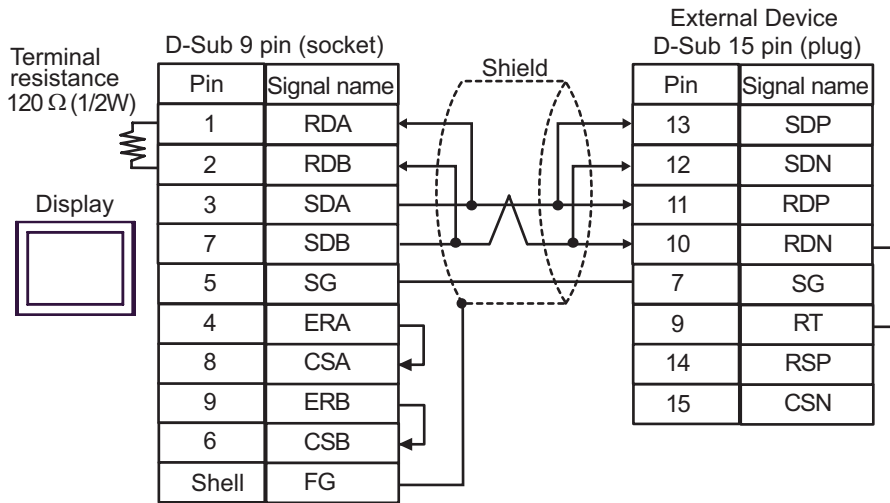 Terminal
resistance
120 Ω (1/2W)
Display
D-Sub 9 pin (socket)
Pin Signal name
1 RDA
2 RDB
3 SDA
7 SDB
5 SG
4 ERA
8 CSA
9 ERB
6 CSB
Shell FG
Shield
External Device
D-Sub 15 pin (plug)
Pin Signal name
13 SDP
12 SDN
11 RDP
10 RDN
7 SG
9 RT
14 RSP
15 CSN